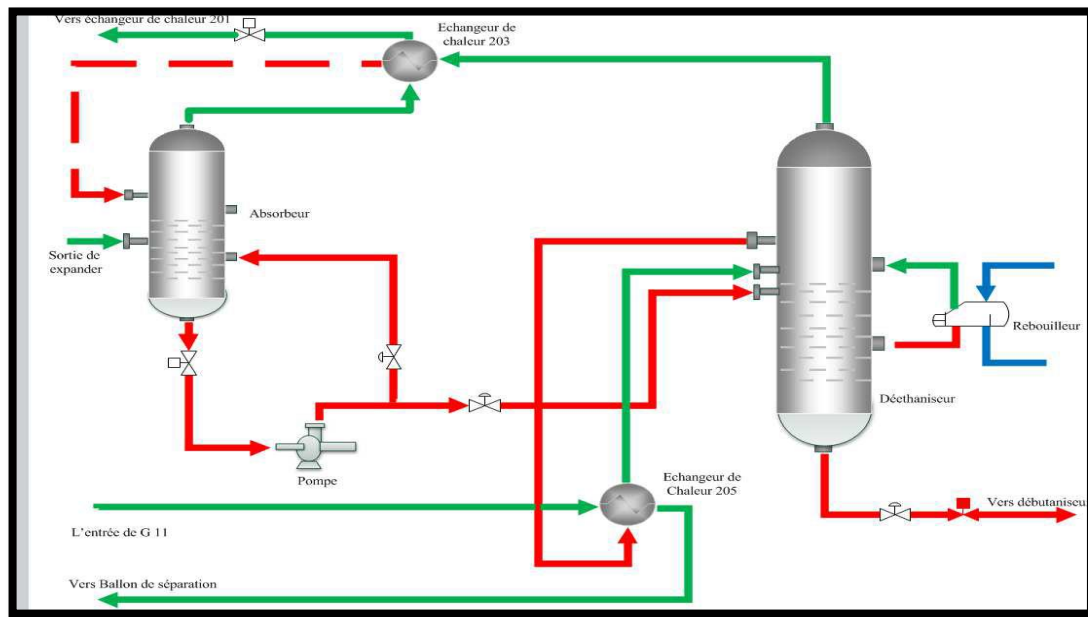 Vers échangeur de chaleur 201
Echangeur de
chaleur 203
Absorbeur
Sortie de
expander
Rebouilleur
Déethaniseur
Pompe
Echangeur de
Chaleur 205
Vers débutaniseur
L'entrée de G 11
Vers Ballon de séparation